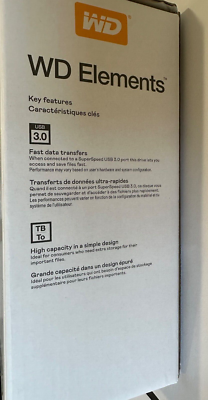 WD
WD Elements™
Key features
Caractéristiques clés
USB
3.0
Fast data transfers
When connected to a SuperSpeed USB 3.0 port this drive lets you
access and save files fast.
Performance may vary based on user's hardware and system configuration.
Transferts de données ultra-rapides
Quand il est connecté à un port SuperSpeed USB 3.0, ce disque vous
permet de sauvegarder et d'accéder à des fichiers plus rapidement.
Les performances peuvent varier en fonction de la configuration du matériel et du
système de l'utilisateur.
TB
To
High capacity in a simple design
Ideal for consumers who need extra storage for their
important files.
Grande capacité dans un design épuré
Idéal pour les utilisateurs qui ont besoin d'espace de stockage
supplémentaire pour leurs fichiers importants.